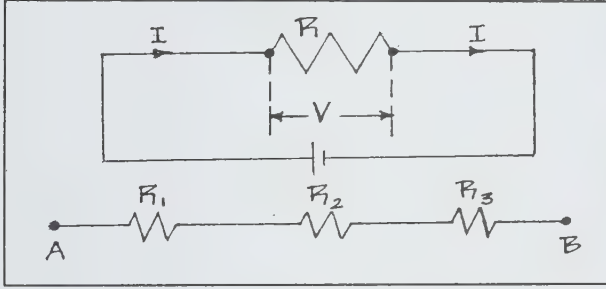 R
I I
V
R₁ R₂ R₃
A B